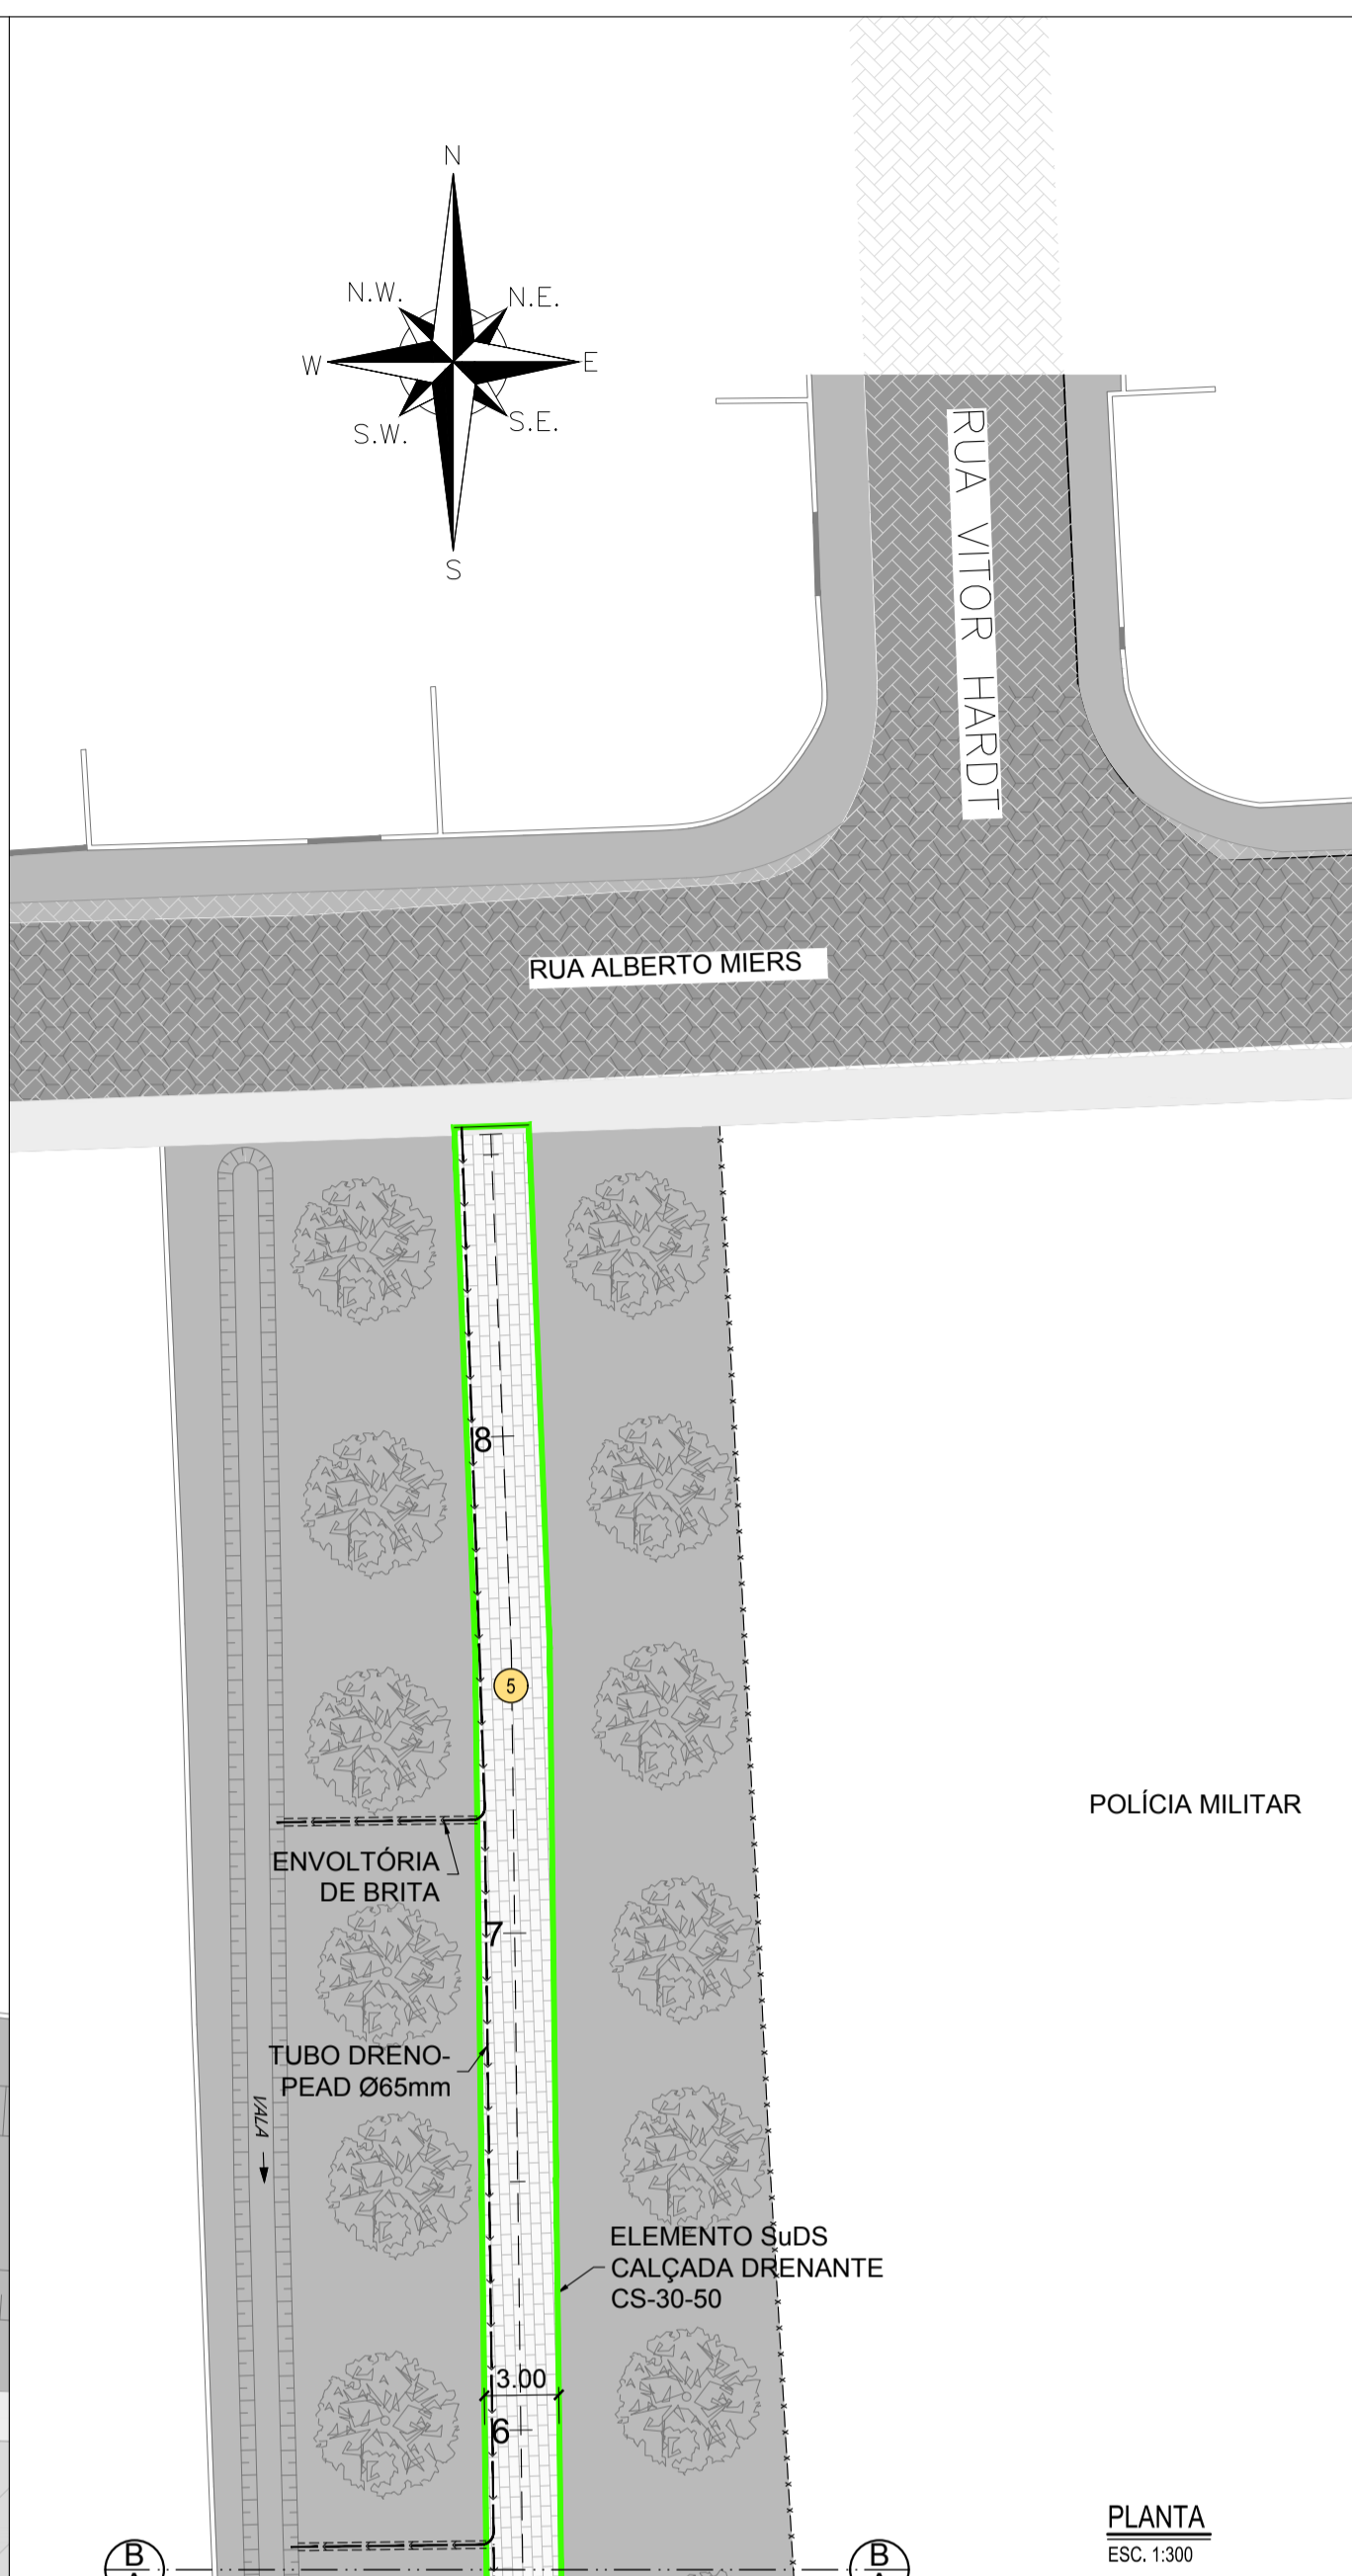 N
N.W.
N.E.
W
E
S.W.
S.E.
S
RUA VITOR HARDT
RUA ALBERTO MIERS
8
5
POLÍCIA MILITAR
ENVOLTÓRIA
DE BRITA
7
TUBO DRENO-
PEAD Ø65mm
VALA
ELEMENTO SuDS
CALÇADA DRENANTE
CS-30-50
3.00
6
PLANTA
ESC. 1:300
B
B